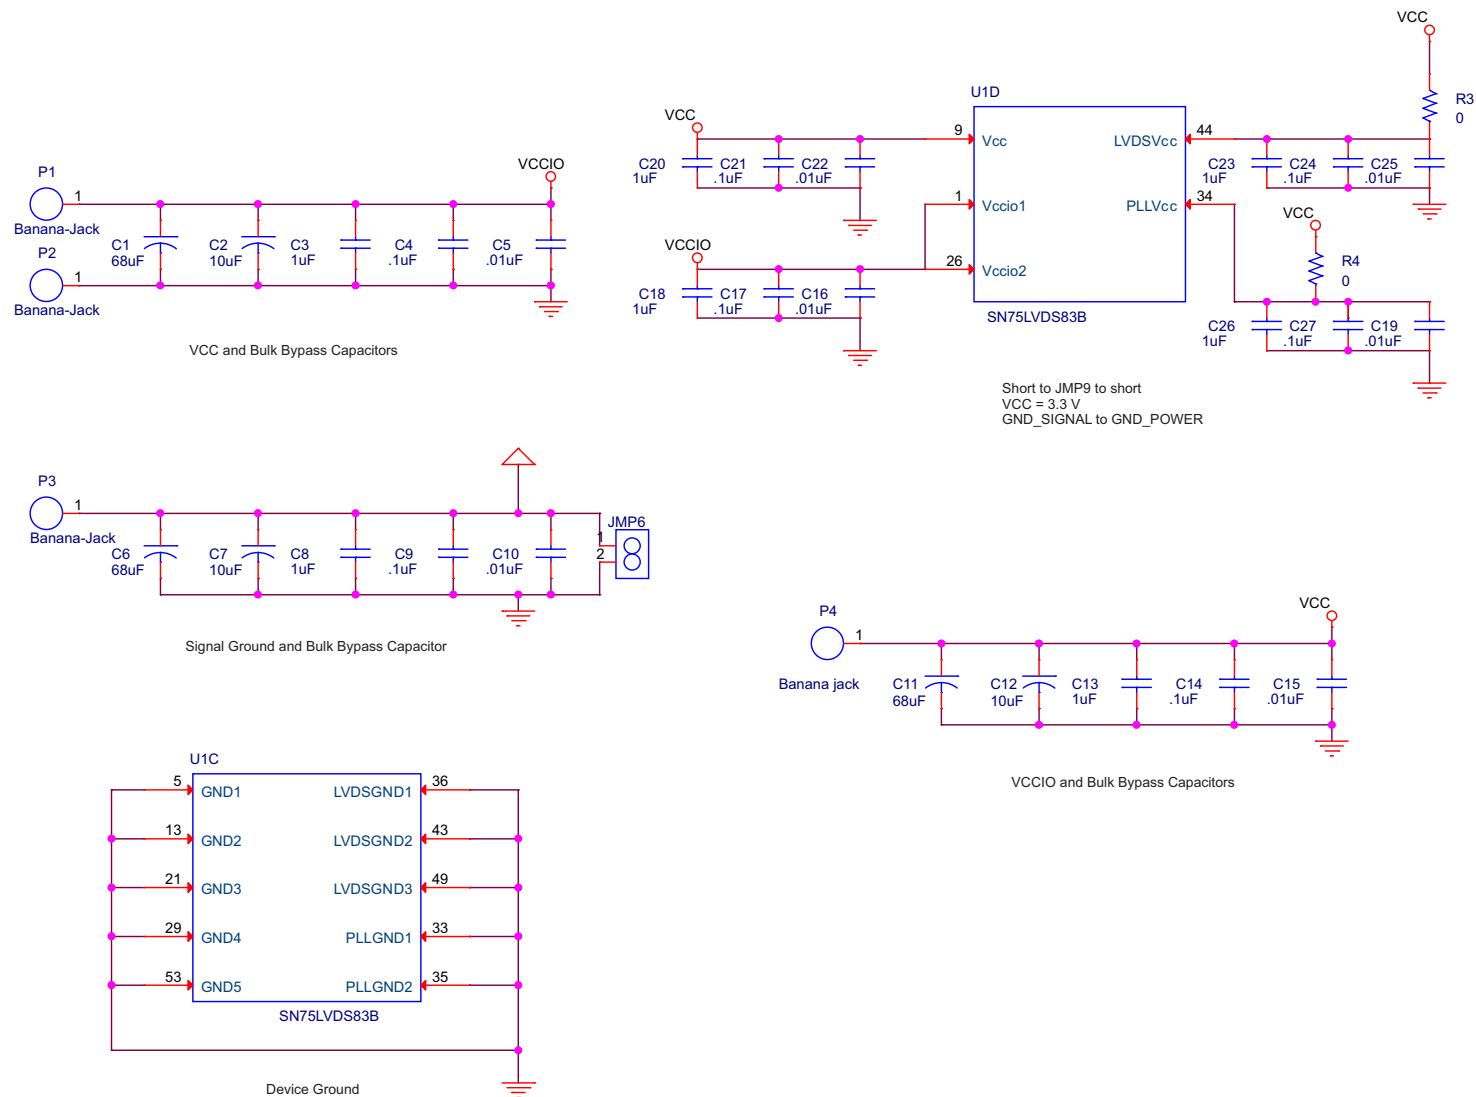 P1
1
Banana-Jack
P2
1
Banana-Jack
VCCIO
C1
68uF
C2
10uF
C3
1uF
C4
.1uF
C5
.01uF
VCC and Bulk Bypass Capacitors
VCC
C20
1uF
C21
.1uF
C22
.01uF
VCCIO
C18
1uF
C17
.1uF
C16
.01uF
U1D
9
Vcc
1
Vccio1
26
Vccio2
LVDSVcc
44
PLLVcc
34
SN75LVDS83B
VCC
R3
0
C23
1uF
C24
.1uF
C25
.01uF
VCC
R4
0
C26
1uF
C27
.1uF
C19
.01uF
Short to JMP9 to short
VCC = 3.3 V
GND_SIGNAL to GND_POWER
P3
1
Banana-Jack
C6
68uF
C7
10uF
C8
1uF
C9
.1uF
C10
.01uF
JMP6
1
2
Signal Ground and Bulk Bypass Capacitor
P4
1
Banana jack
VCC
C11
68uF
C12
10uF
C13
1uF
C14
.1uF
C15
.01uF
VCCIO and Bulk Bypass Capacitors
U1C
5
GND1
LVDSGND1
36
13
GND2
LVDSGND2
43
21
GND3
LVDSGND3
49
29
GND4
PLLGND1
33
53
GND5
PLLGND2
35
SN75LVDS83B
Device Ground